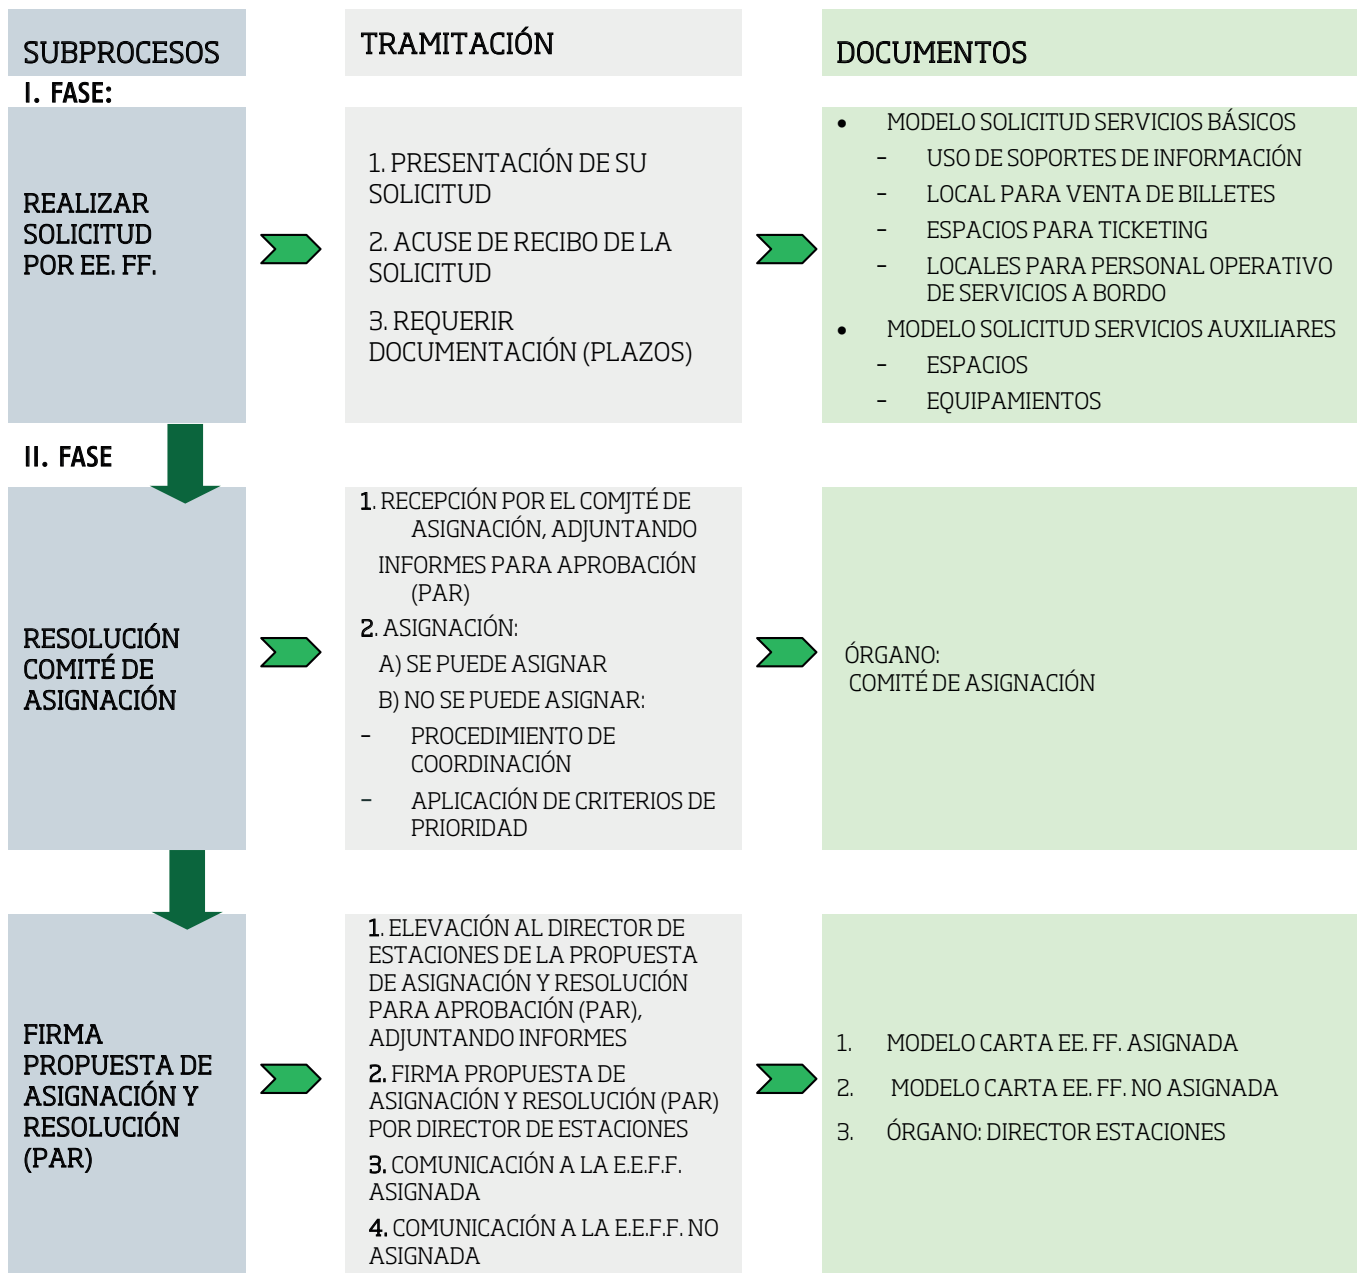 SUBPROCESOS
TRAMITACIÓN
DOCUMENTOS
I. FASE:
REALIZAR
SOLICITUD
POR EE. FF.
1. PRESENTACIÓN DE SU
SOLICITUD
2. ACUSE DE RECIBO DE LA
SOLICITUD
3. REQUERIR
DOCUMENTACIÓN (PLAZOS)
• MODELO SOLICITUD SERVICIOS BÁSICOS
– USO DE SOPORTES DE INFORMACIÓN
– LOCAL PARA VENTA DE BILLETES
– ESPACIOS PARA TICKETING
– LOCALES PARA PERSONAL OPERATIVO
DE SERVICIOS A BORDO
• MODELO SOLICITUD SERVICIOS AUXILIARES
– ESPACIOS
– EQUIPAMIENTOS
II. FASE
RESOLUCIÓN
COMITÉ DE
ASIGNACIÓN
1. RECEPCIÓN POR EL COMJTÉ DE
ASIGNACIÓN, ADJUNTANDO
INFORMES PARA APROBACIÓN
(PAR)
2. ASIGNACIÓN:
A) SE PUEDE ASIGNAR
B) NO SE PUEDE ASIGNAR:
– PROCEDIMIENTO DE
COORDINACIÓN
– APLICACIÓN DE CRITERIOS DE
PRIORIDAD
ÓRGANO:
COMITÉ DE ASIGNACIÓN
FIRMA
PROPUESTA DE
ASIGNACIÓN Y
RESOLUCIÓN
(PAR)
1. ELEVACIÓN AL DIRECTOR DE
ESTACIONES DE LA PROPUESTA
DE ASIGNACIÓN Y RESOLUCIÓN
PARA APROBACIÓN (PAR),
ADJUNTANDO INFORMES
2. FIRMA PROPUESTA DE
ASIGNACIÓN Y RESOLUCIÓN (PAR)
POR DIRECTOR DE ESTACIONES
3. COMUNICACIÓN A LA E.E.F.F.
ASIGNADA
4. COMUNICACIÓN A LA E.E.F.F. NO
ASIGNADA
1. MODELO CARTA EE. FF. ASIGNADA
2. MODELO CARTA EE. FF. NO ASIGNADA
3. ÓRGANO: DIRECTOR ESTACIONES